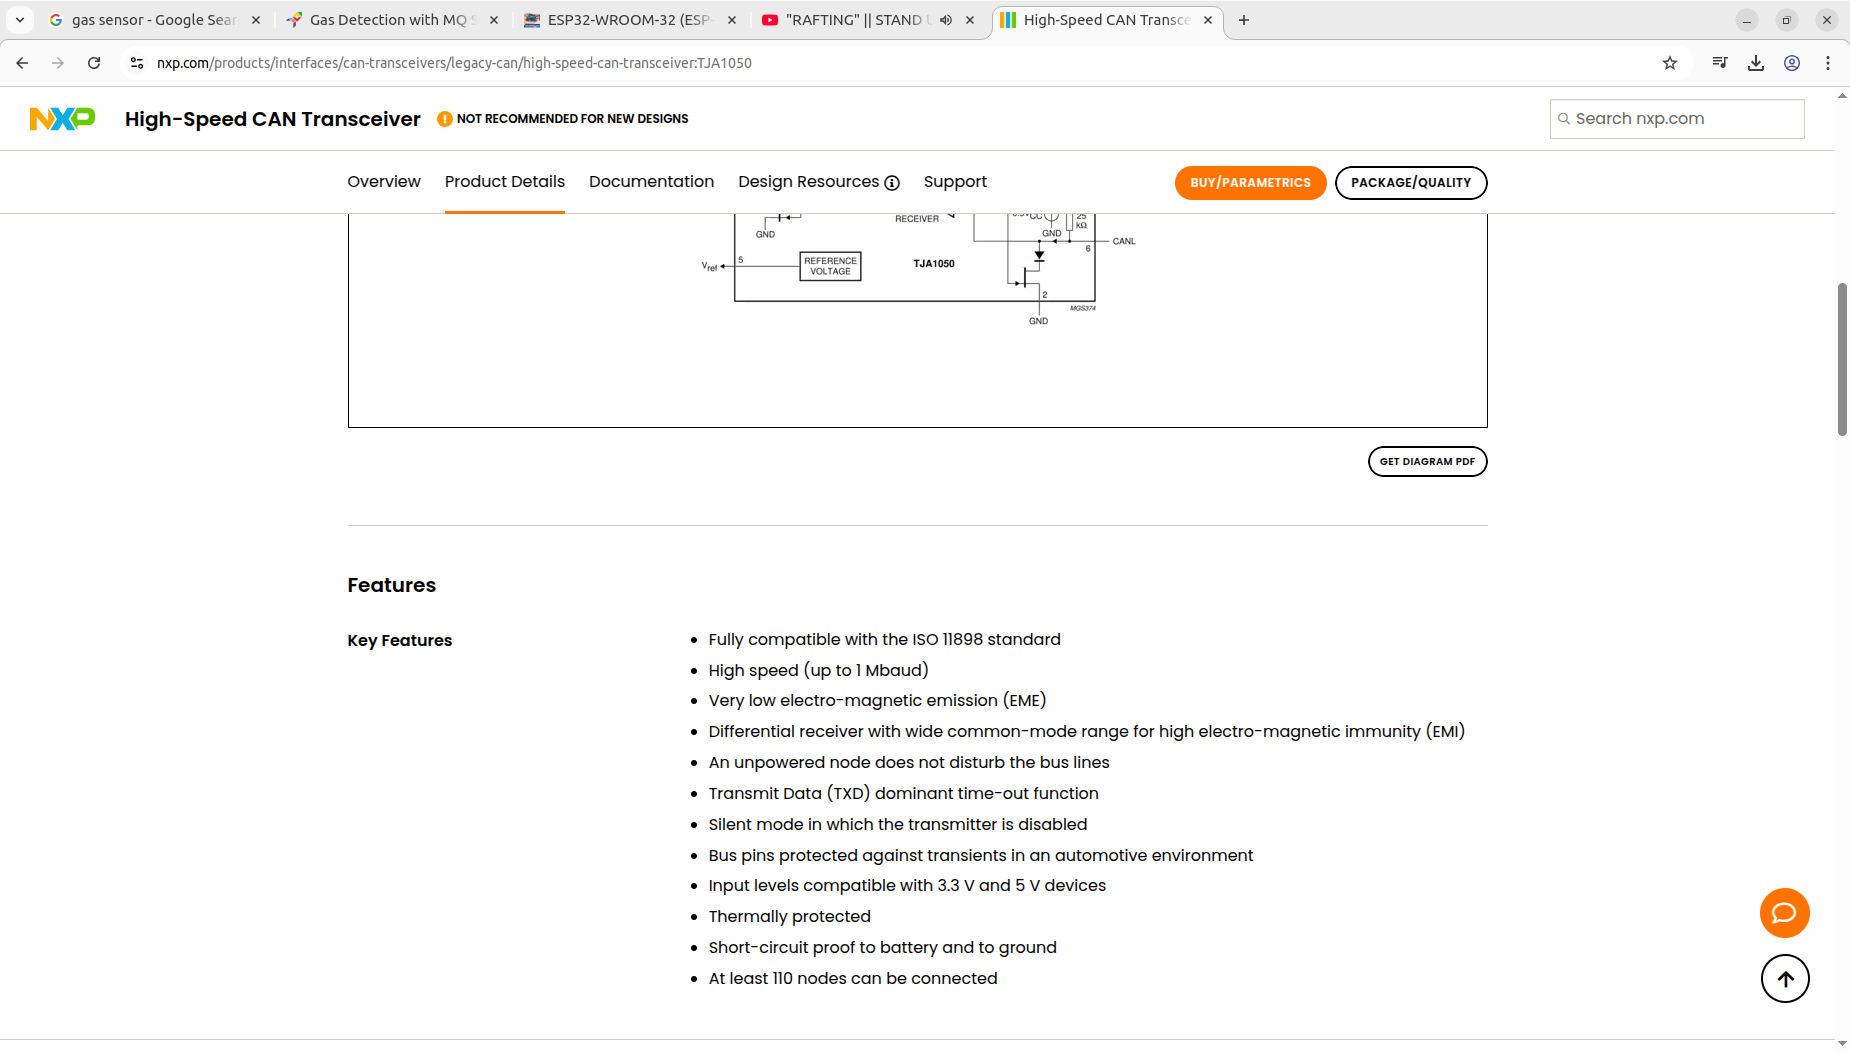 gas sensor - Google Sear
Gas Detection with MQ S
ESP32-WROOM-32 (ESP-
"RAFTING" || STAND U
High-Speed CAN Transce
nxp.com/products/interfaces/can-transceivers/legacy-can/high-speed-can-transceiver:TJA1050
NXP
High-Speed CAN Transceiver
NOT RECOMMENDED FOR NEW DESIGNS
Search nxp.com
Overview
Product Details
Documentation
Design Resources
Support
BUY/PARAMETRICS
PACKAGE/QUALITY
RECEIVER
25
kΩ
GND
GND
CANL
6
Vref
5
REFERENCE
VOLTAGE
TJA1050
2
MGS374
GND
GET DIAGRAM PDF
Features
Key Features
• Fully compatible with the ISO 11898 standard
• High speed (up to 1 Mbaud)
• Very low electro-magnetic emission (EME)
• Differential receiver with wide common-mode range for high electro-magnetic immunity (EMI)
• An unpowered node does not disturb the bus lines
• Transmit Data (TXD) dominant time-out function
• Silent mode in which the transmitter is disabled
• Bus pins protected against transients in an automotive environment
• Input levels compatible with 3.3 V and 5 V devices
• Thermally protected
• Short-circuit proof to battery and to ground
• At least 110 nodes can be connected